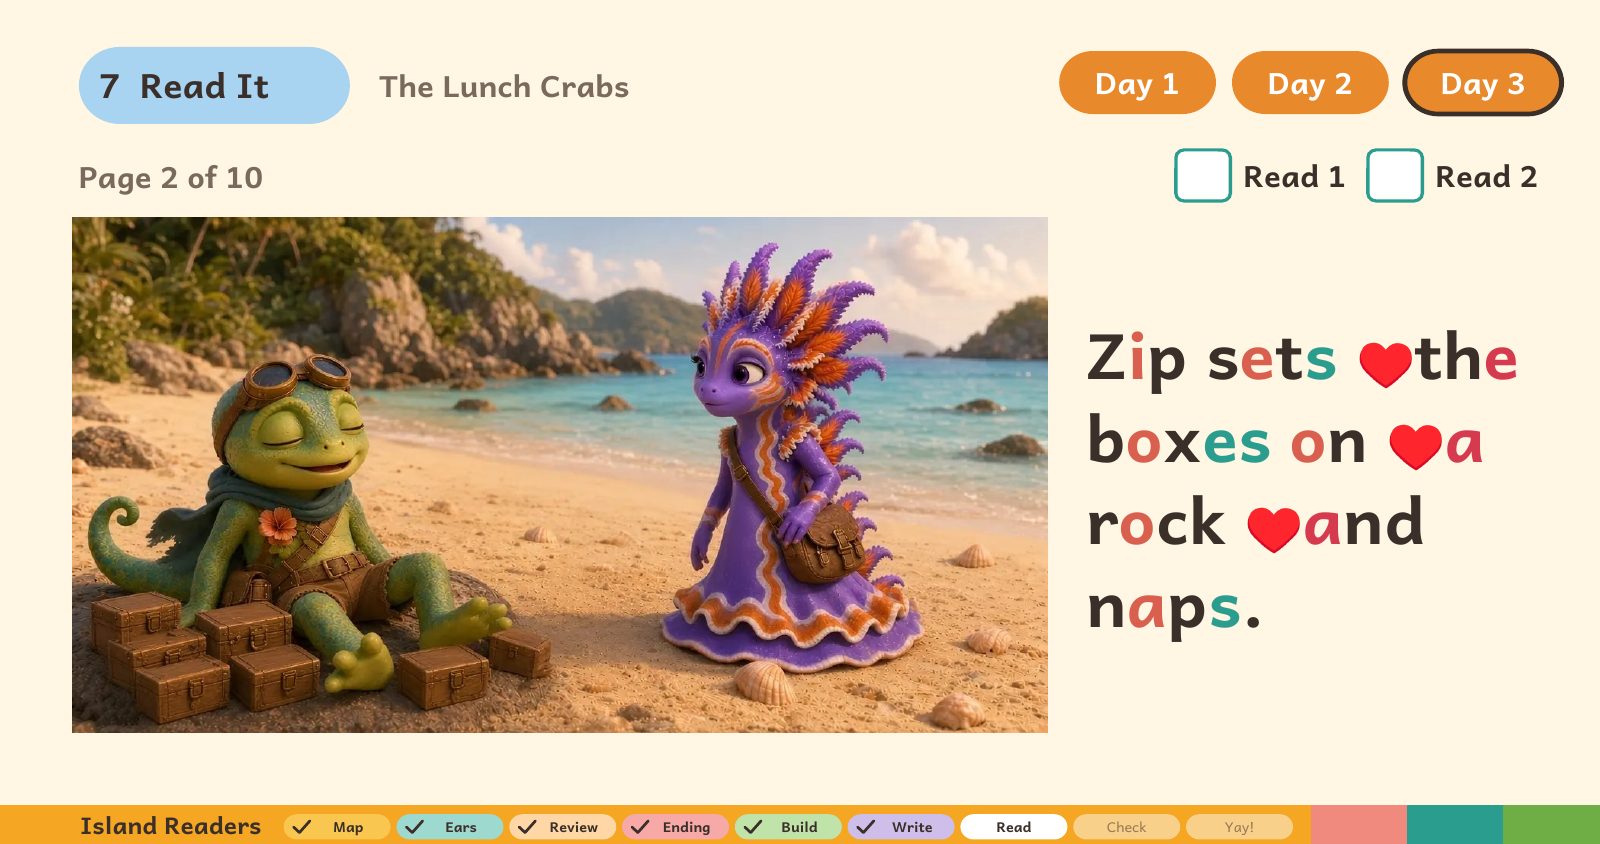 7 Read It
The Lunch Crabs
Day 1
Day 2
Day 3
Page 2 of 10
Read 1
Read 2
Zip sets ❤the
boxes on ❤a
rock ❤and
naps.
Island Readers
Map
Ears
Review
Ending
Build
Write
Read
Check
Yay!